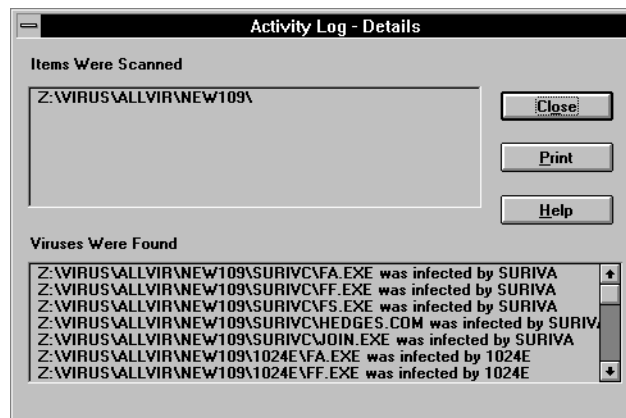 Activity Log - Details
Items Were Scanned
Z:\VIRUS\ALLVIR\NEW109\
Close
Print
Help
Viruses Were Found
Z:\VIRUS\ALLVIR\NEW109\SURIVC\FA.EXE was infected by SURIVA
Z:\VIRUS\ALLVIR\NEW109\SURIVC\FF.EXE was infected by SURIVA
Z:\VIRUS\ALLVIR\NEW109\SURIVC\FS.EXE was infected by SURIVA
Z:\VIRUS\ALLVIR\NEW109\SURIVC\HEDGES.COM was infected by SURIVA
Z:\VIRUS\ALLVIR\NEW109\SURIVC\JOIN.EXE was infected by SURIVA
Z:\VIRUS\ALLVIR\NEW109\1024E\FA.EXE was infected by 1024E
Z:\VIRUS\ALLVIR\NEW109\1024E\FF.EXE was infected by 1024E